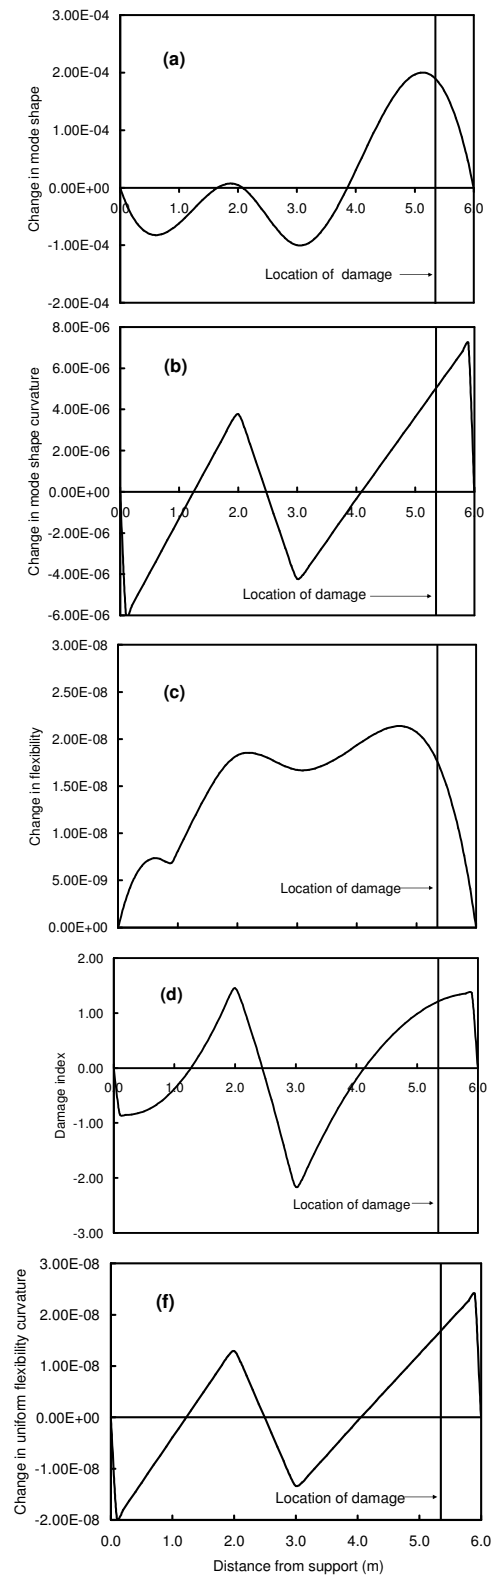 3.00E-04
(a)
2.00E-04
1.00E-04
0.00E+00
0.0 1.0 2.0 3.0 4.0 5.0 6.0
-1.00E-04
Location of damage
-2.00E-04
Change in mode shape
8.00E-06
(b)
6.00E-06
4.00E-06
2.00E-06
0.00E+00
0.0 1.0 2.0 3.0 4.0 5.0 6.0
-2.00E-06
-4.00E-06
Location of damage
-6.00E-06
Change in mode shape curvature
3.00E-08
(c)
2.50E-08
2.00E-08
1.50E-08
1.00E-08
5.00E-09
Location of damage
0.00E+00
Change in flexibility
2.00
(d)
1.00
0.00
0.0 1.0 2.0 3.0 4.0 5.0 6.0
-1.00
-2.00
Location of damage
-3.00
Damage index
3.00E-08
(f)
2.00E-08
1.00E-08
0.00E+00
-1.00E-08
Location of damage
-2.00E-08
0.0 1.0 2.0 3.0 4.0 5.0 6.0
Change in uniform flexibility curvature
Distance from support (m)